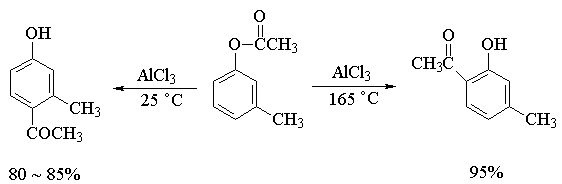 OH
CH3
COCH3
80 ~ 85%
AlCl3
25 °C
O
O-C-CH3
CH3
AlCl3
165 °C
O
CH3C
OH
CH3
95%